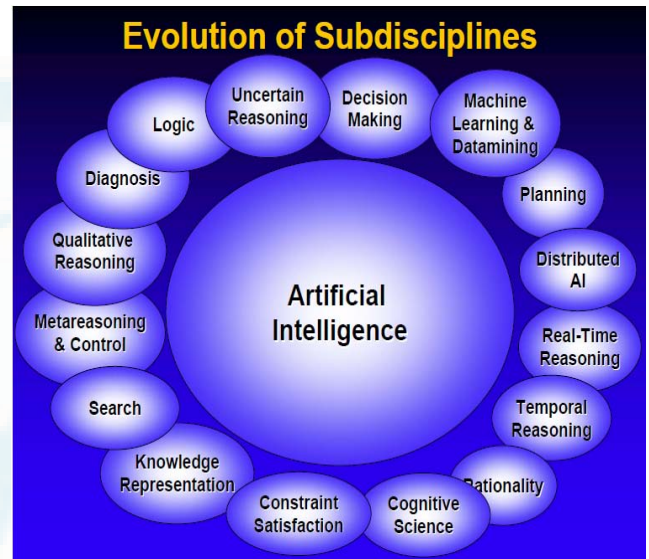 Evolution of Subdisciplines
Uncertain
Reasoning
Decision
Making
Machine
Learning &
Datamining
Planning
Distributed
AI
Real-Time
Reasoning
Temporal
Reasoning
Rationality
Cognitive
Science
Constraint
Satisfaction
Knowledge
Representation
Search
Metareasoning
& Control
Qualitative
Reasoning
Diagnosis
Logic
Artificial
Intelligence